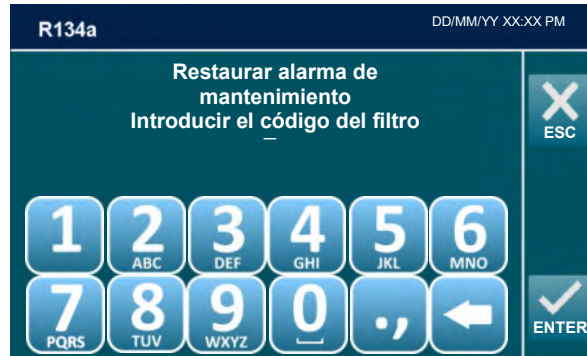 R134a
DD/MM/YY XX:XX PM
Restaurar alarma de
mantenimiento
Introducir el código del filtro
_
ESC
1 2 3 4 5 6
ABC DEF GHI JKL MNO
7 8 9 0 .,
PQRS TUV WXYZ
ENTER